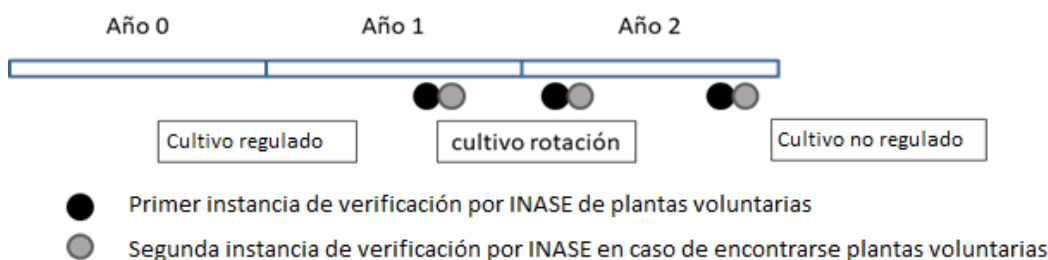 Año 0 Año 1 Año 2
Cultivo regulado cultivo rotación Cultivo no regulado
Primer instancia de verificación por INASE de plantas voluntarias
Segunda instancia de verificación por INASE en caso de encontrarse plantas voluntarias